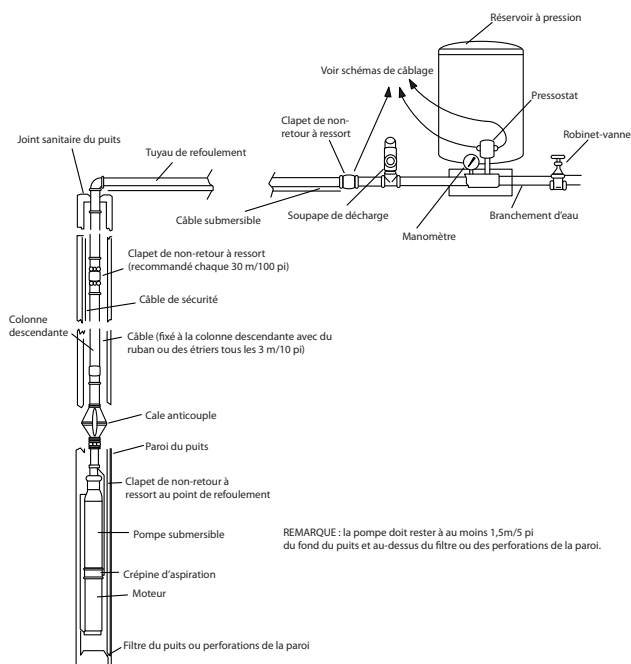 Réservoir à pression
Voir schémas de câblage
Pressostat
Clapet de non-
retour à ressort
Robinet-vanne
Joint sanitaire du puits
Tuyau de refoulement
Câble submersible
Soupape de décharge
Branchement d'eau
Manomètre
Clapet de non-retour à ressort
(recommandé chaque 30 m/100 pi)
Câble de sécurité
Colonne
descendante
Câble (fixé à la colonne descendante avec du
ruban ou des étriers tous les 3 m/10 pi)
Cale anticouple
Paroi du puits
Clapet de non-retour à
ressort au point de refoulement
Pompe submersible
REMARQUE : la pompe doit rester à au moins 1,5m/5 pi
du fond du puits et au-dessus du filtre ou des perforations de la paroi.
Crépine d'aspiration
Moteur
Filtre du puits ou perforations de la paroi